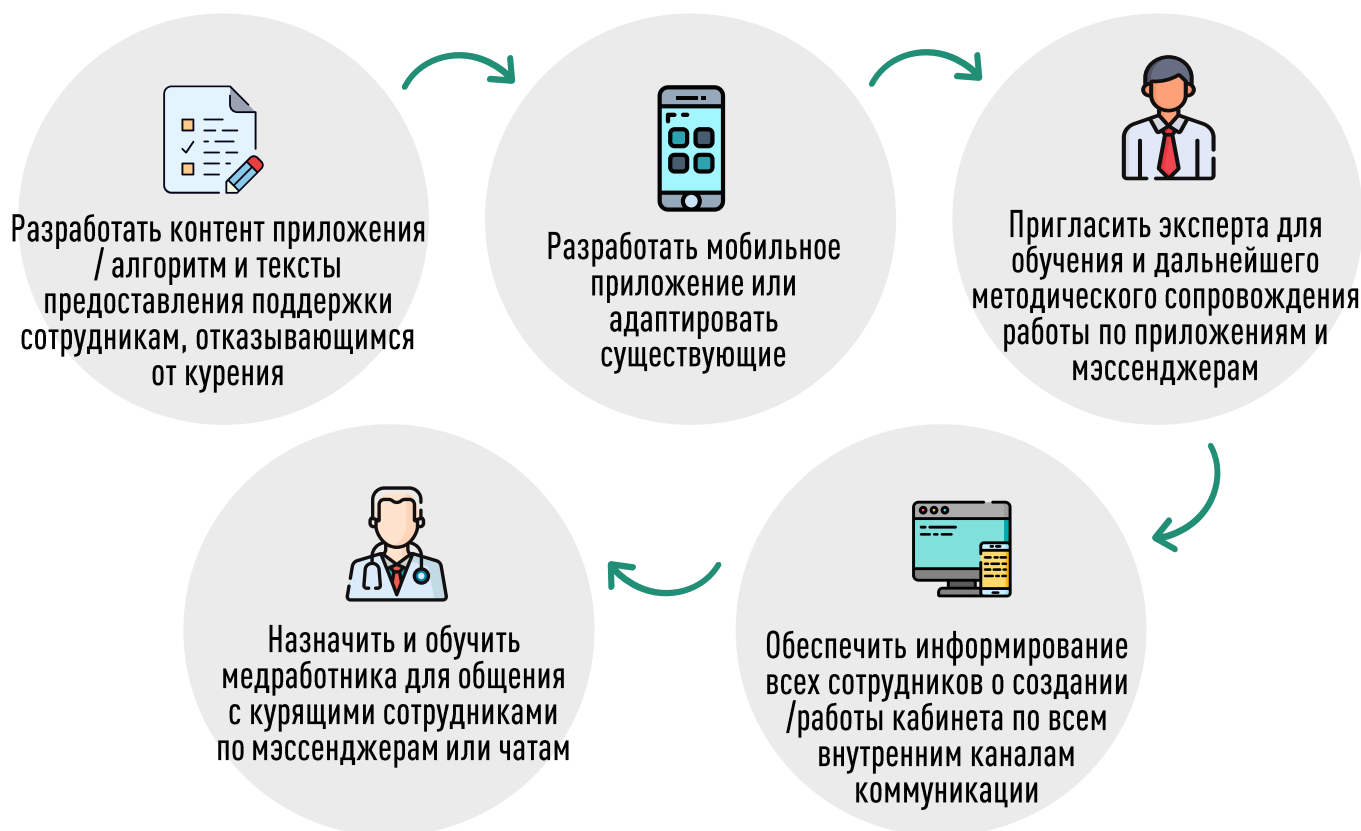 Разработать контент приложения
/ алгоритм и тексты
предоставления поддержки
сотрудникам, отказывающимся
от курения
Разработать мобильное
приложение или
адаптировать
существующие
Пригласить эксперта для
обучения и дальнейшего
методического сопровождения
работы по приложениям и
мэссенджерам
Обеспечить информирование
всех сотрудников о создании
/работы кабинета по всем
внутренним каналам
коммуникации
Назначить и обучить
медработника для общения
с курящими сотрудниками
по мэссенджерам или чатам